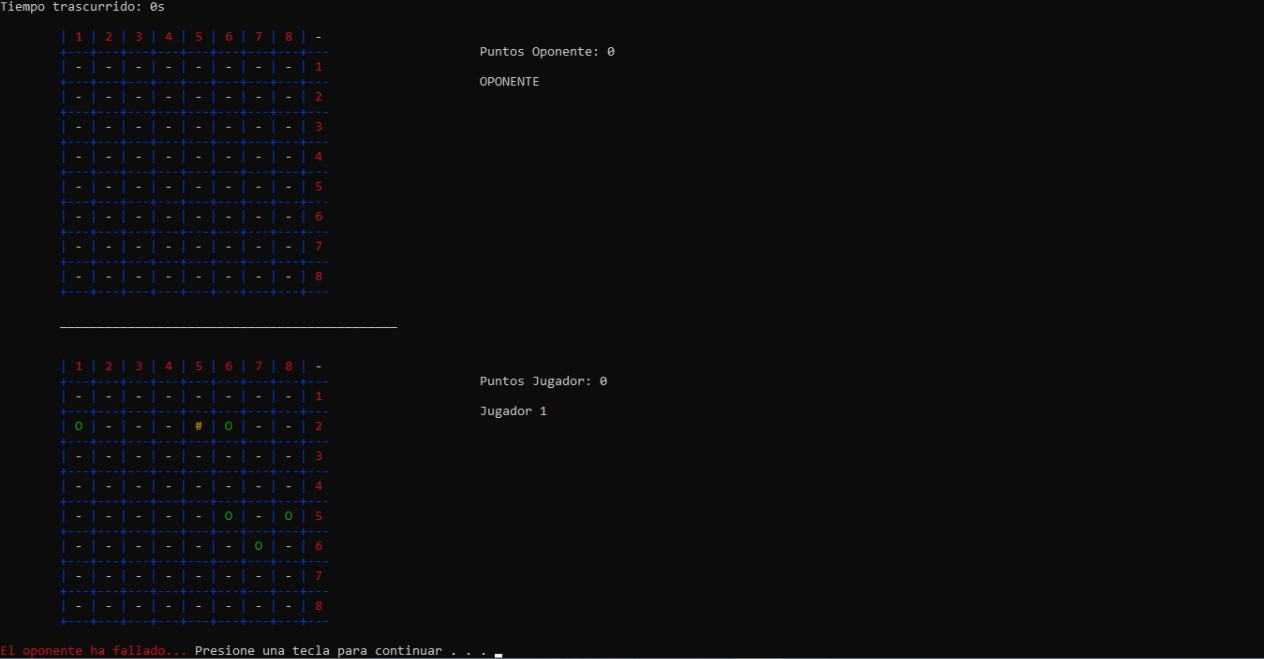 Tiempo trascurrido: 0s
| 1 | 2 | 3 | 4 | 5 | 6 | 7 | 8 | -
+---+---+---+---+---+---+---+---+---
| - | - | - | - | - | - | - | - | 1
+---+---+---+---+---+---+---+---+---
| - | - | - | - | - | - | - | - | 2
+---+---+---+---+---+---+---+---+---
| - | - | - | - | - | - | - | - | 3
+---+---+---+---+---+---+---+---+---
| - | - | - | - | - | - | - | - | 4
+---+---+---+---+---+---+---+---+---
| - | - | - | - | - | - | - | - | 5
+---+---+---+---+---+---+---+---+---
| - | - | - | - | - | - | - | - | 6
+---+---+---+---+---+---+---+---+---
| - | - | - | - | - | - | - | - | 7
+---+---+---+---+---+---+---+---+---
| - | - | - | - | - | - | - | - | 8
+---+---+---+---+---+---+---+---+---
Puntos Oponente: 0
OPONENTE
_____________________________________________
| 1 | 2 | 3 | 4 | 5 | 6 | 7 | 8 | -
+---+---+---+---+---+---+---+---+---
| - | - | - | - | - | - | - | - | 1
+---+---+---+---+---+---+---+---+---
| O | - | - | - | # | O | - | - | 2
+---+---+---+---+---+---+---+---+---
| - | - | - | - | - | - | - | - | 3
+---+---+---+---+---+---+---+---+---
| - | - | - | - | - | - | - | - | 4
+---+---+---+---+---+---+---+---+---
| - | - | - | - | - | O | - | O | 5
+---+---+---+---+---+---+---+---+---
| - | - | - | - | - | - | O | - | 6
+---+---+---+---+---+---+---+---+---
| - | - | - | - | - | - | - | - | 7
+---+---+---+---+---+---+---+---+---
| - | - | - | - | - | - | - | - | 8
+---+---+---+---+---+---+---+---+---
Puntos Jugador: 0
Jugador 1
El oponente ha fallado... Presione una tecla para continuar . . .